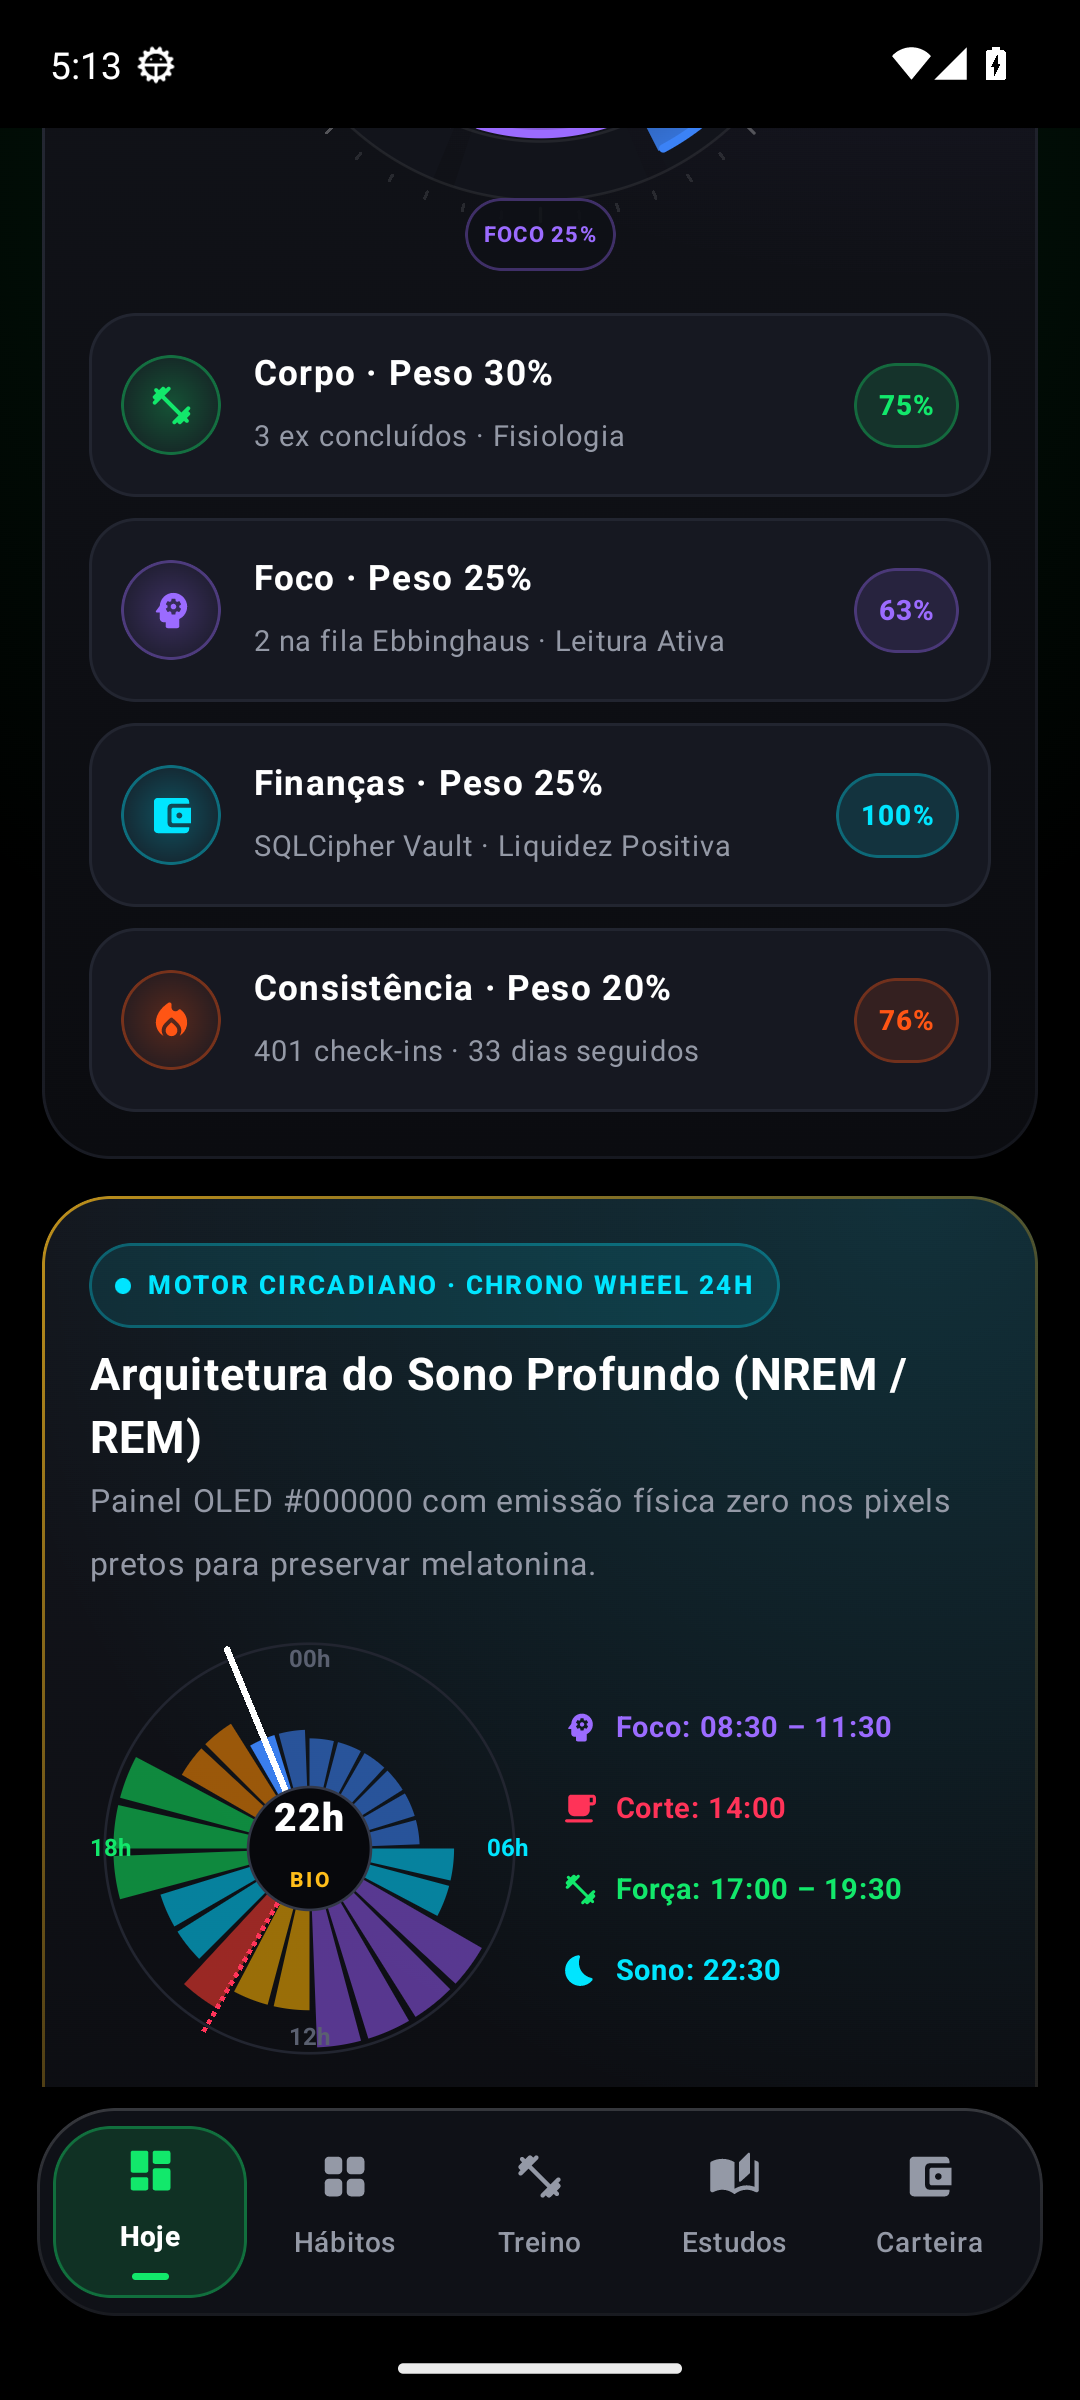 5:13
FOCO 25%
Corpo · Peso 30%
3 ex concluídos · Fisiologia
75%
Foco · Peso 25%
2 na fila Ebbinghaus · Leitura Ativa
63%
Finanças · Peso 25%
SQLCipher Vault · Liquidez Positiva
100%
Consistência · Peso 20%
401 check-ins · 33 dias seguidos
76%
MOTOR CIRCADIANO · CHRONO WHEEL 24H
Arquitetura do Sono Profundo (NREM /
REM)
Painel OLED #000000 com emissão física zero nos pixels
pretos para preservar melatonina.
00h
22h
BIO
18h
06h
12h
Foco: 08:30 – 11:30
Corte: 14:00
Força: 17:00 – 19:30
Sono: 22:30
Hoje
Hábitos
Treino
Estudos
Carteira